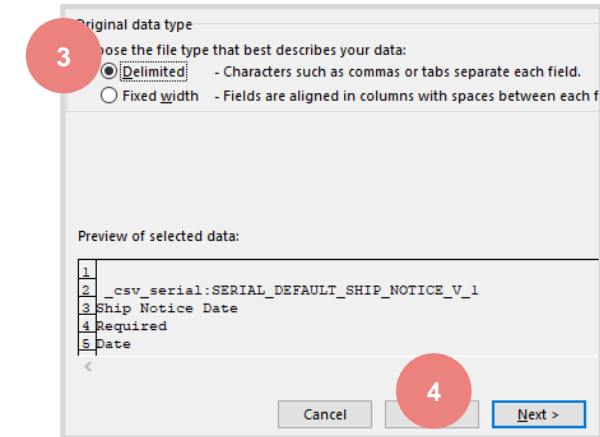 Original data type
oose the file type that best describes your data:
3
Delimited - Characters such as commas or tabs separate each field.
Fixed width - Fields are aligned in columns with spaces between each f
Preview of selected data:
1
2 _csv_serial:SERIAL_DEFAULT_SHIP_NOTICE_V_1
3 Ship Notice Date
4 Required
5 Date
<
4
Cancel Next >